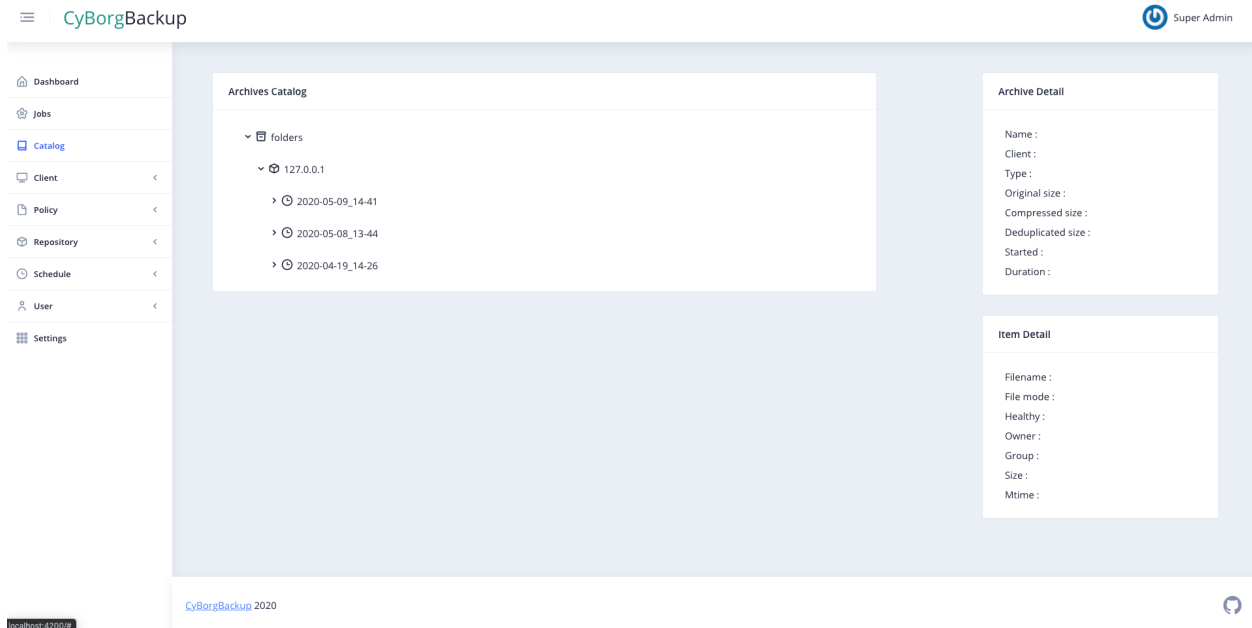 CyBorgBackup
Super Admin
Dashboard
Jobs
Catalog
Client
Policy
Repository
Schedule
User
Settings
Archives Catalog
folders
127.0.0.1
2020-05-09_14-41
2020-05-08_13-44
2020-04-19_14-26
Archive Detail
Name :
Client :
Type :
Original size :
Compressed size :
Deduplicated size :
Started :
Duration :
Item Detail
Filename :
File mode :
Healthy :
Owner :
Group :
Size :
Mtime :
CyBorgBackup 2020
localhost:4200/#